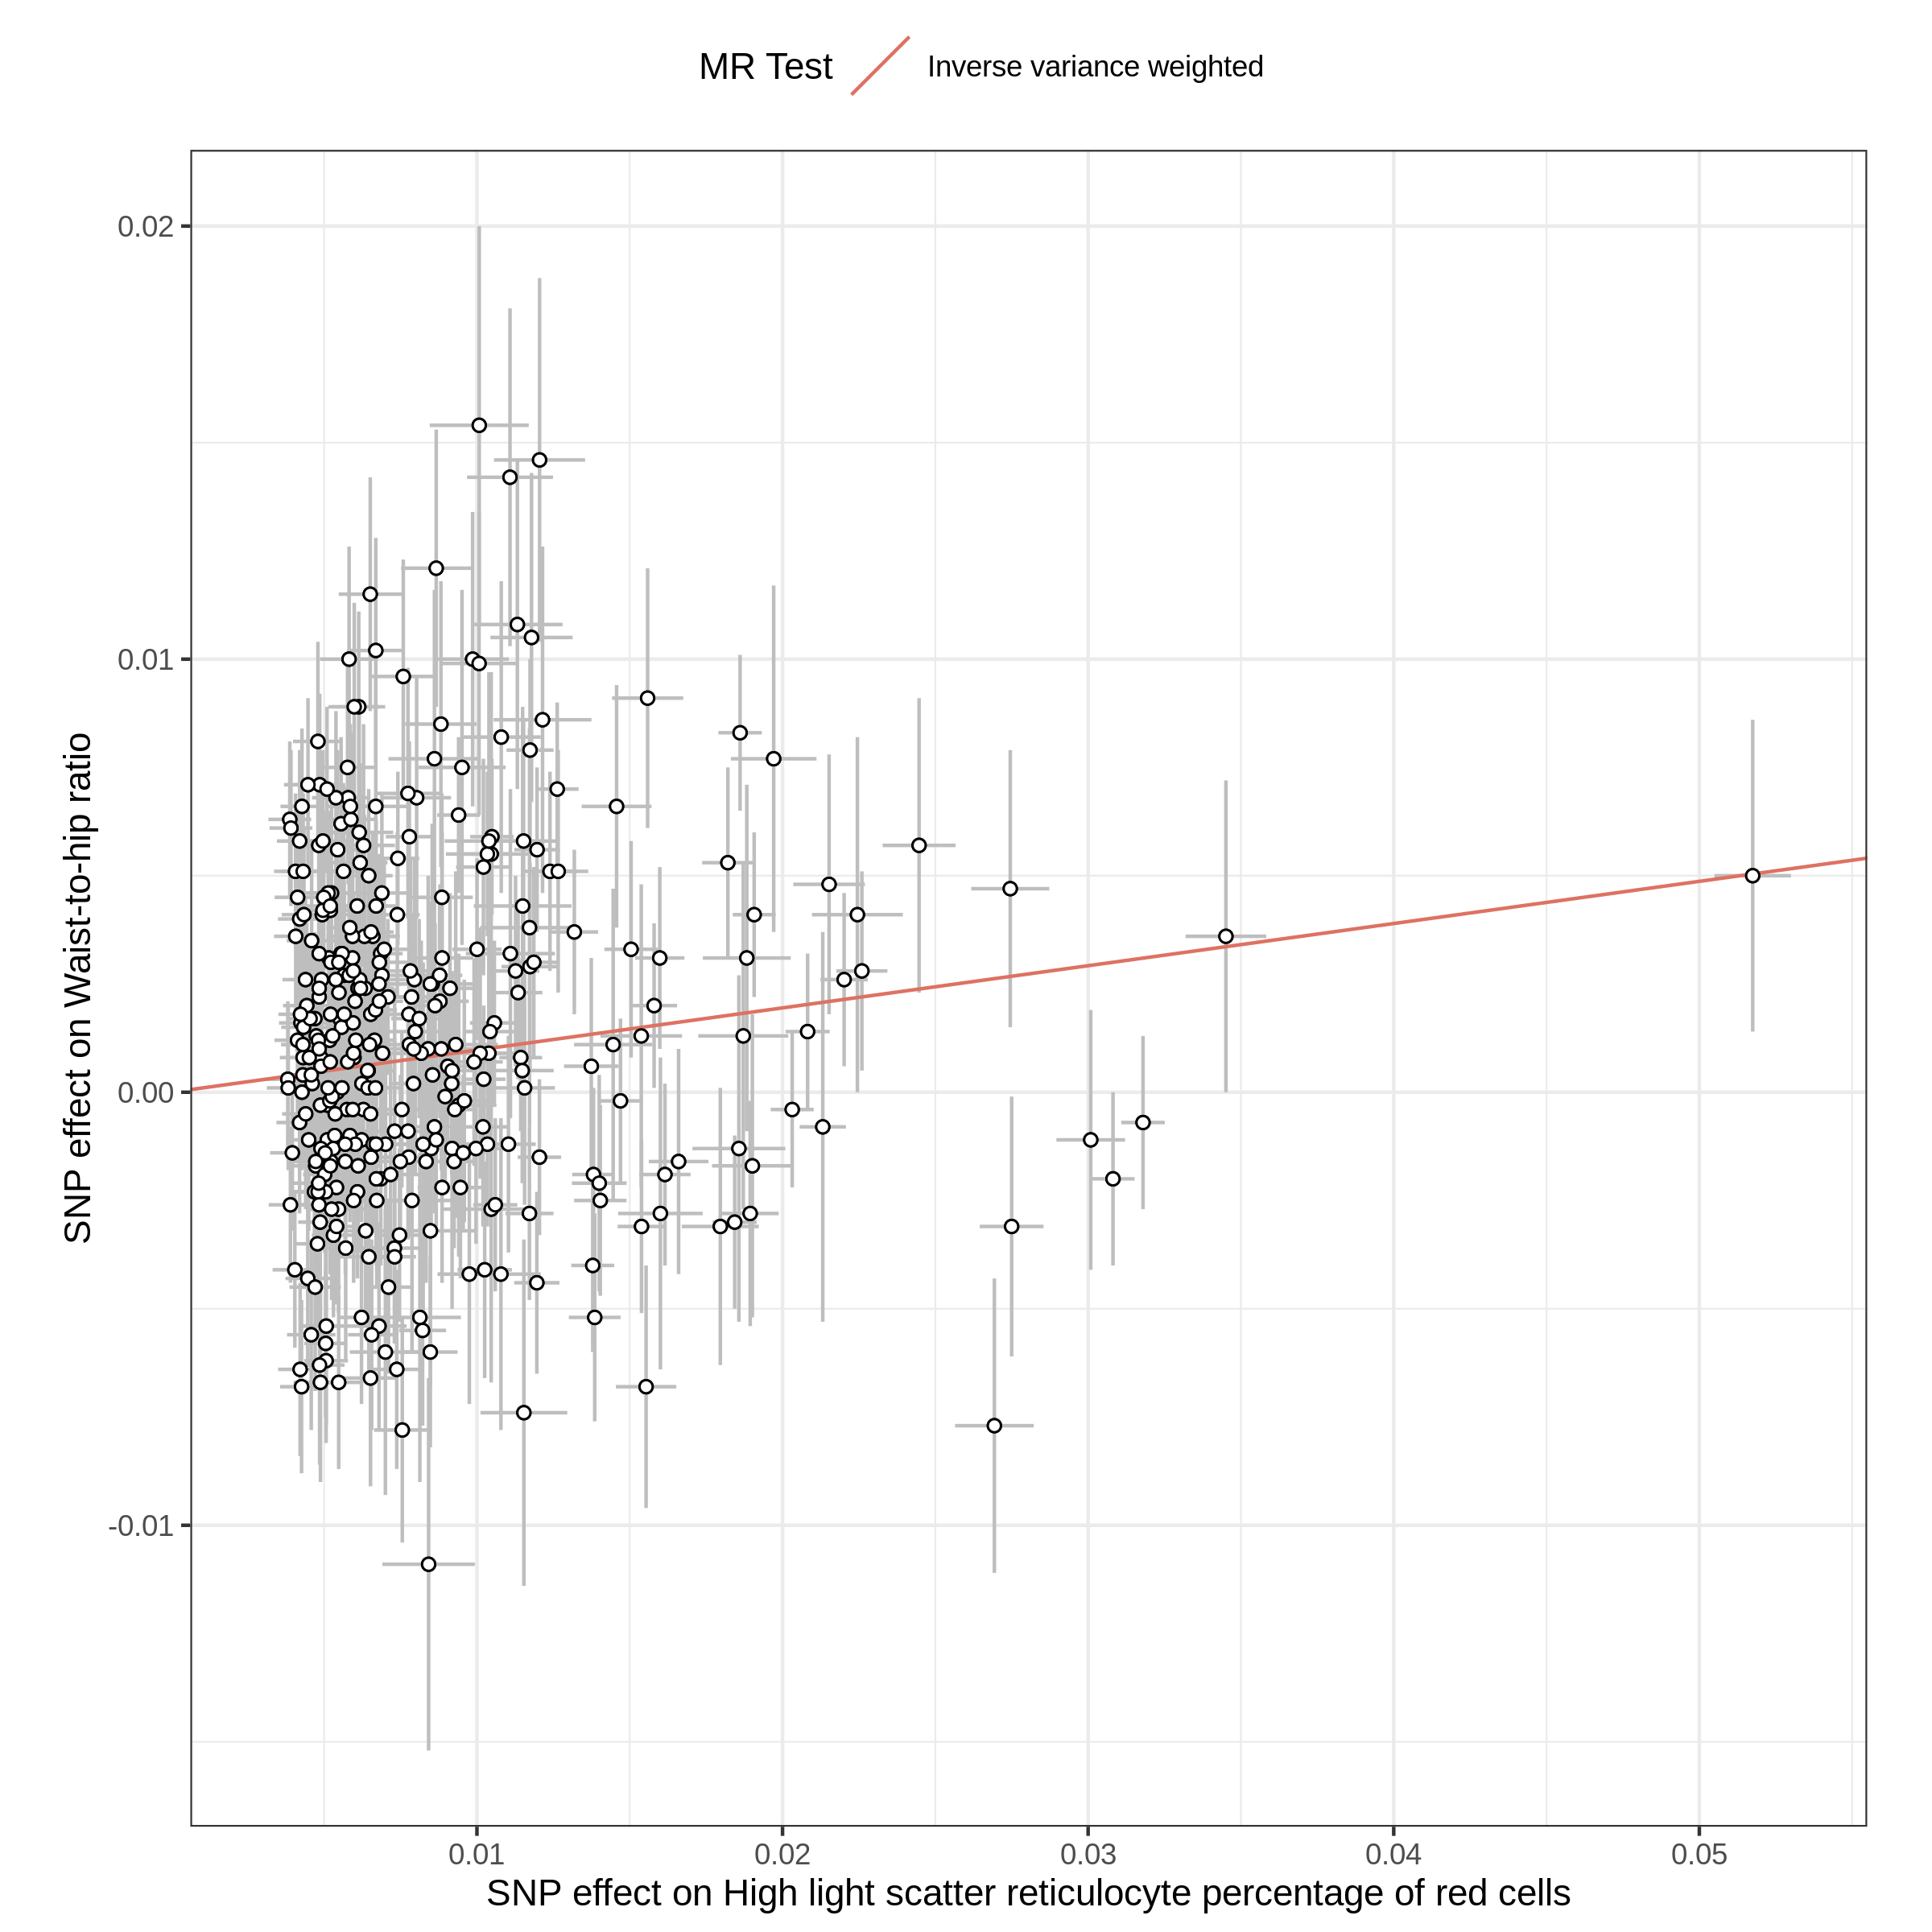 MR Test Inverse variance weighted
0.02
0.01
0.00
-0.01
SNP effect on Waist-to-hip ratio
0.01 0.02 0.03 0.04 0.05
SNP effect on High light scatter reticulocyte percentage of red cells